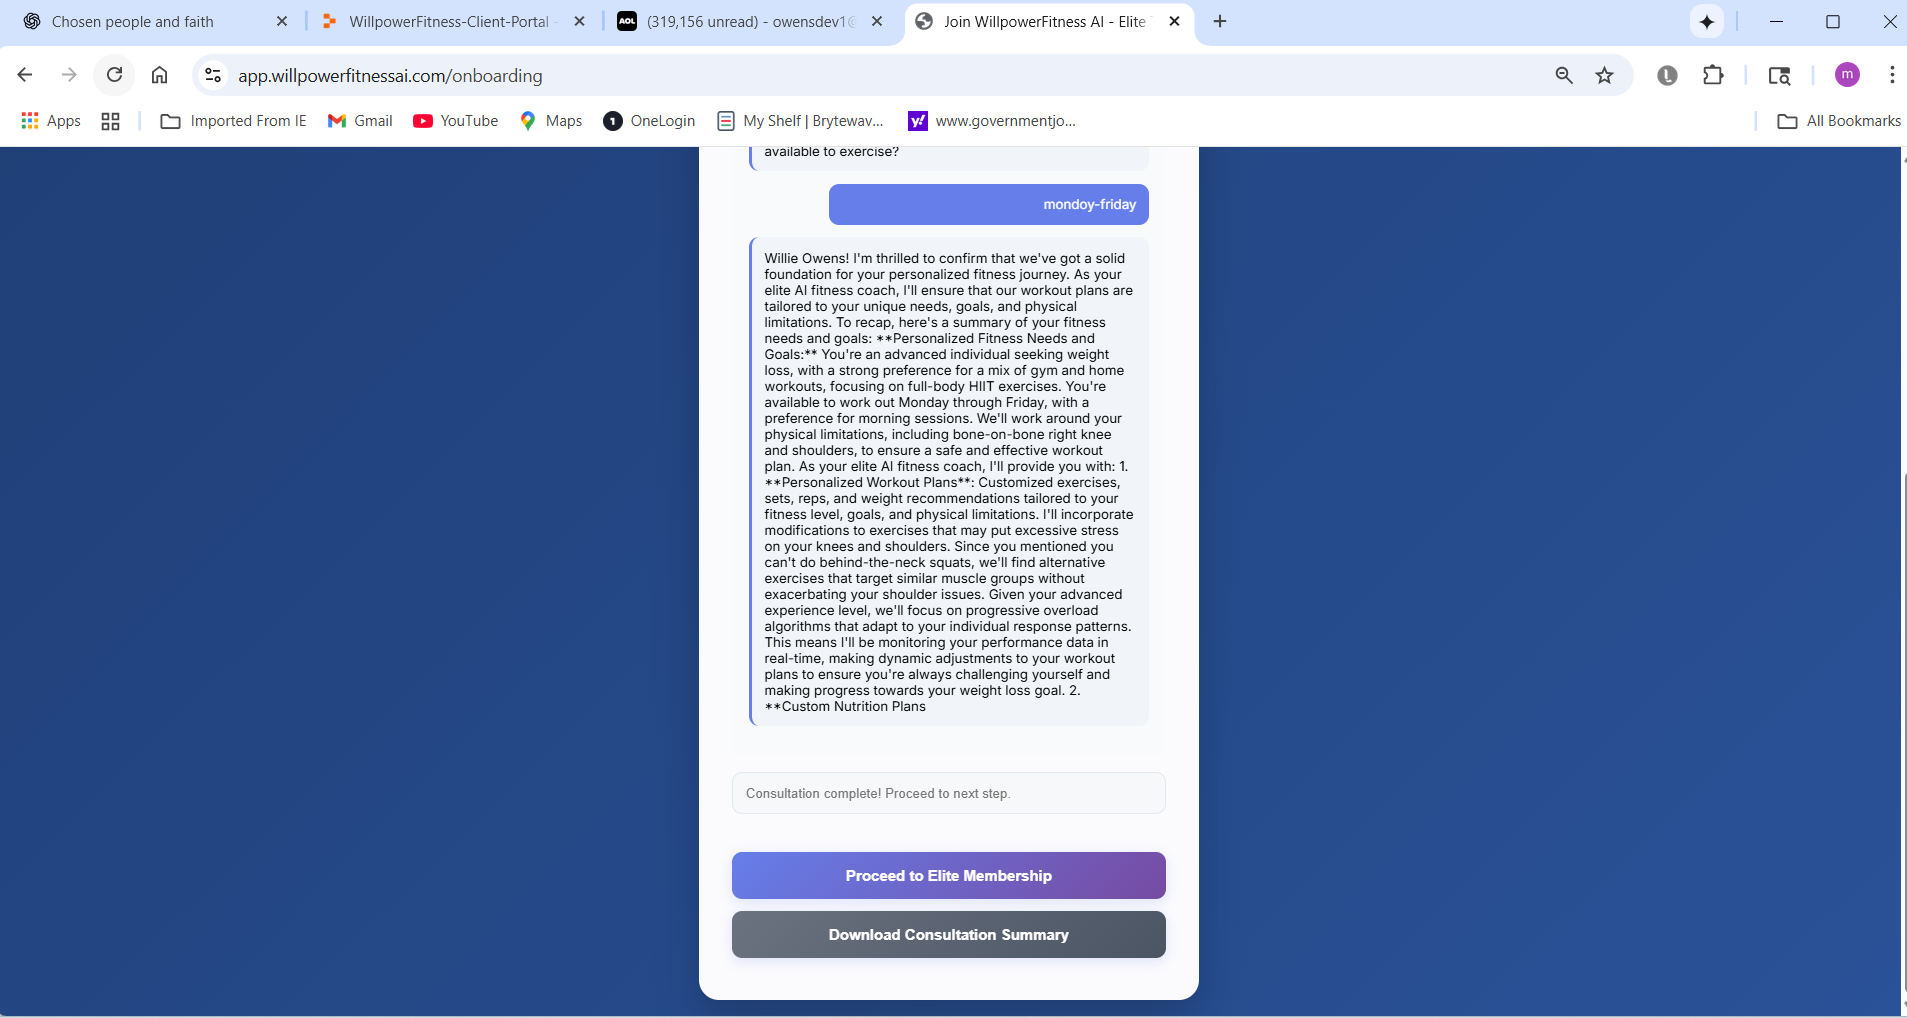 Chosen people and faith
WillpowerFitness-Client-Portal -
AOL
(319,156 unread) - owensdev1@
Join WillpowerFitness AI - Elite
app.willpowerfitnessai.com/onboarding
m
Apps
Imported From IE
Gmail
YouTube
Maps
1
OneLogin
My Shelf | Brytewav...
y!
www.governmentjo...
All Bookmarks
available to exercise?
mondoy-friday
Willie Owens! I'm thrilled to confirm that we've got a solid
foundation for your personalized fitness journey. As your
elite AI fitness coach, I'll ensure that our workout plans are
tailored to your unique needs, goals, and physical
limitations. To recap, here's a summary of your fitness
needs and goals: **Personalized Fitness Needs and
Goals:** You're an advanced individual seeking weight
loss, with a strong preference for a mix of gym and home
workouts, focusing on full-body HIIT exercises. You're
available to work out Monday through Friday, with a
preference for morning sessions. We'll work around your
physical limitations, including bone-on-bone right knee
and shoulders, to ensure a safe and effective workout
plan. As your elite AI fitness coach, I'll provide you with: 1.
**Personalized Workout Plans**: Customized exercises,
sets, reps, and weight recommendations tailored to your
fitness level, goals, and physical limitations. I'll incorporate
modifications to exercises that may put excessive stress
on your knees and shoulders. Since you mentioned you
can't do behind-the-neck squats, we'll find alternative
exercises that target similar muscle groups without
exacerbating your shoulder issues. Given your advanced
experience level, we'll focus on progressive overload
algorithms that adapt to your individual response patterns.
This means I'll be monitoring your performance data in
real-time, making dynamic adjustments to your workout
plans to ensure you're always challenging yourself and
making progress towards your weight loss goal. 2.
**Custom Nutrition Plans
Consultation complete! Proceed to next step.
Proceed to Elite Membership
Download Consultation Summary